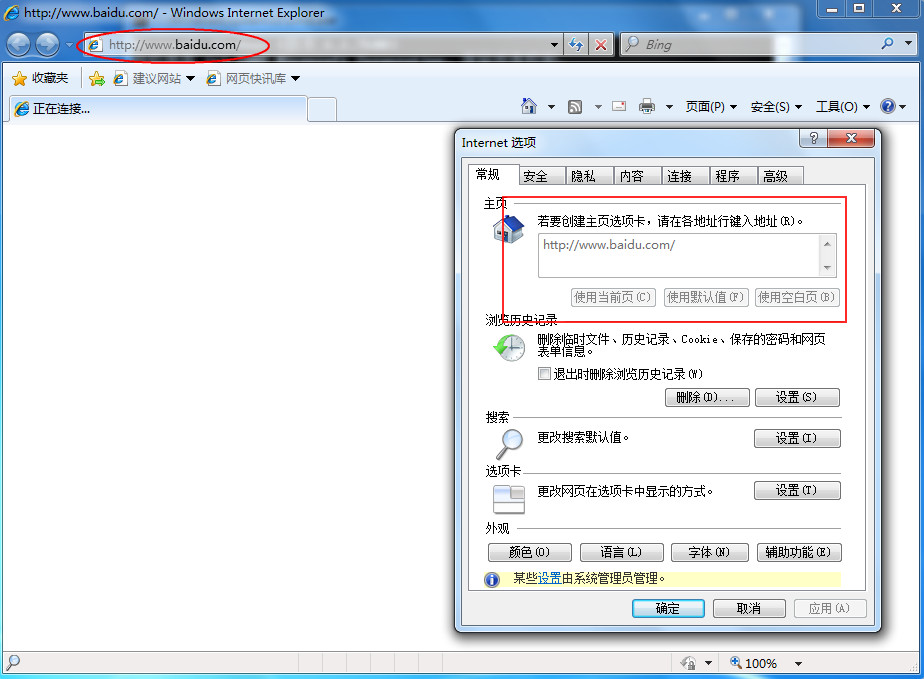 http://www.baidu.com/ - Windows Internet Explorer
http://www.baidu.com/
Bing
收藏夹
建议网站
网页快讯库
正在连接...
页面(P)
安全(S)
工具(O)
Internet 选项
常规
安全
隐私
内容
连接
程序
高级
主页
若要创建主页选项卡，请在各地址行键入地址(R)。
http://www.baidu.com/
使用当前页(C)
使用默认值(F)
使用空白页(B)
浏览历史记录
删除临时文件、历史记录、Cookie、保存的密码和网页
表单信息。
退出时删除浏览历史记录(W)
删除(D)...
设置(S)
搜索
更改搜索默认值。
设置(I)
选项卡
更改网页在选项卡中显示的方式。
设置(T)
外观
颜色(O)
语言(L)
字体(N)
辅助功能(E)
某些设置由系统管理员管理。
确定
取消
应用(A)
100%